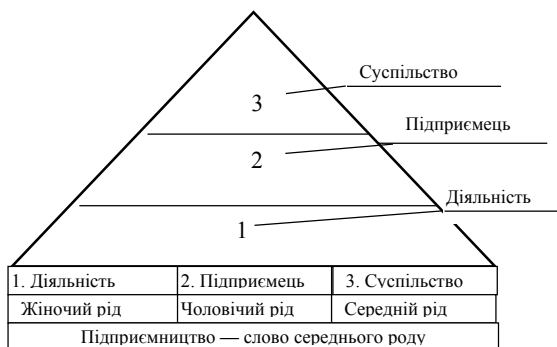 Суспільство
3
Підприємець
2
Діяльність
1
1. Діяльність 2. Підприємець 3. Суспільство
Жіночий рід Чоловічий рід Середній рід
Підприємництво — слово середнього роду